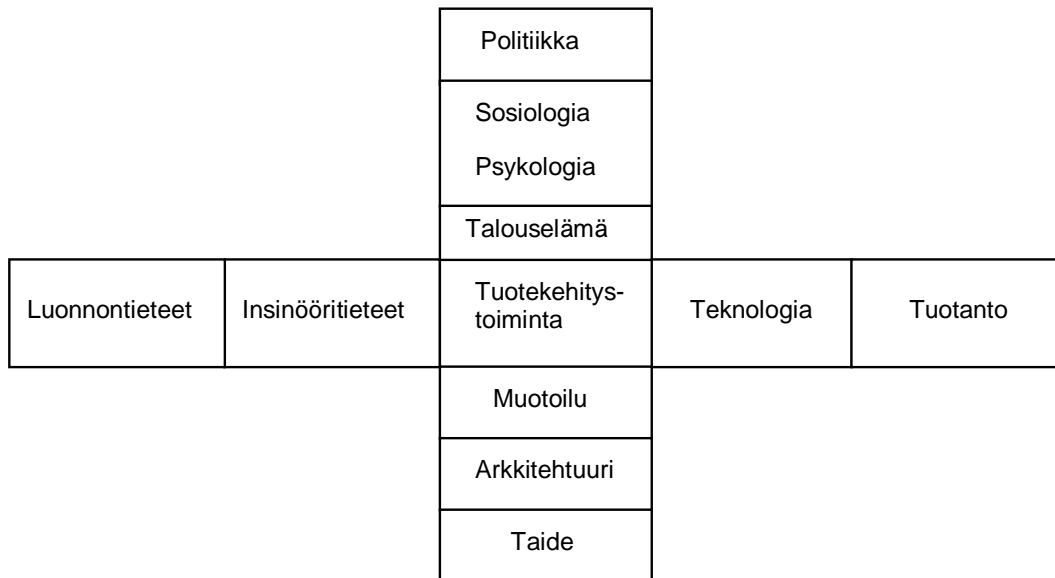 Politiikka
Sosiologia
Psykologia
Talouselämä
Luonnontieteet
Insinööritieteet
Tuotekehitys-
toiminta
Teknologia
Tuotanto
Muotoilu
Arkkitehtuuri
Taide